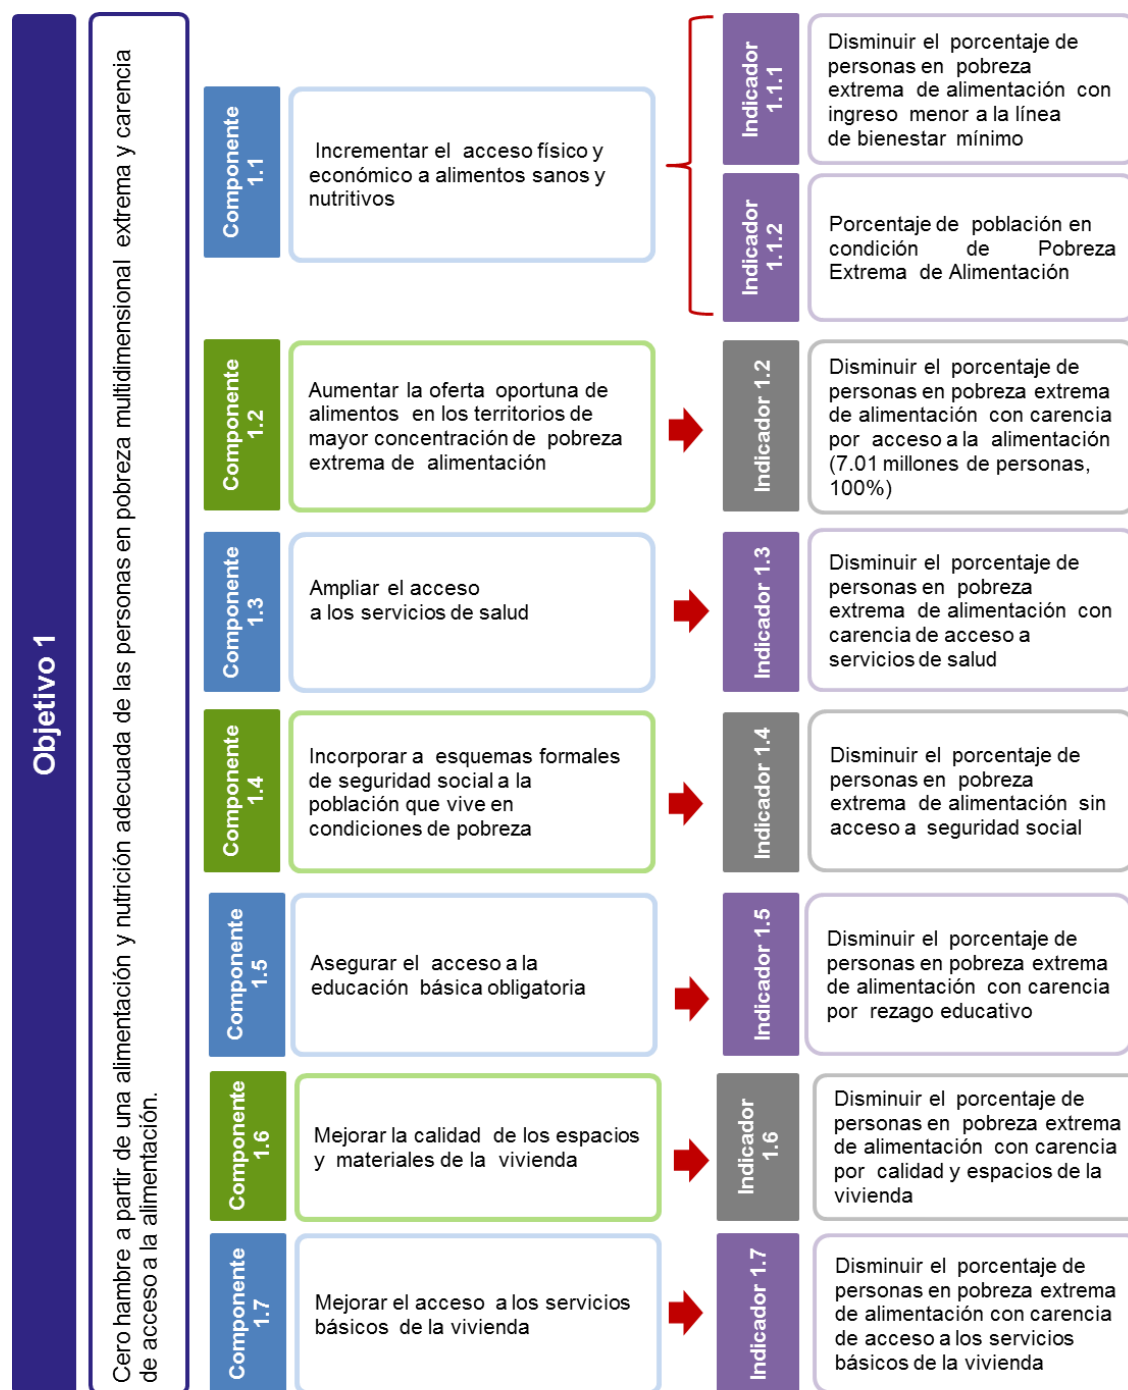 Objetivo 1
Cero hambre a partir de una alimentación y nutrición adecuada de las personas en pobreza multidimensional extrema y carencia
de acceso a la alimentación.
Componente
1.1
Incrementar el acceso físico y
económico a alimentos sanos y
nutritivos
Indicador
1.1.1
Disminuir el porcentaje de
personas en pobreza
extrema de alimentación con
ingreso menor a la línea
de bienestar mínimo
Indicador
1.1.2
Porcentaje de población en
condición de Pobreza
Extrema de Alimentación
Componente
1.2
Aumentar la oferta oportuna de
alimentos en los territorios de
mayor concentración de pobreza
extrema de alimentación
Indicador 1.2
Disminuir el porcentaje de
personas en pobreza extrema
de alimentación con carencia
por acceso a la alimentación
(7.01 millones de personas,
100%)
Componente
1.3
Ampliar el acceso
a los servicios de salud
Indicador 1.3
Disminuir el porcentaje de
personas en pobreza
extrema de alimentación con
carencia de acceso a
servicios de salud
Componente
1.4
Incorporar a esquemas formales
de seguridad social a la
población que vive en
condiciones de pobreza
Indicador 1.4
Disminuir el porcentaje de
personas en pobreza
extrema de alimentación sin
acceso a seguridad social
Componente
1.5
Asegurar el acceso a la
educación básica obligatoria
Indicador 1.5
Disminuir el porcentaje de
personas en pobreza extrema
de alimentación con carencia
por rezago educativo
Componente
1.6
Mejorar la calidad de los espacios
y materiales de la vivienda
Indicador
1.6
Disminuir el porcentaje de
personas en pobreza extrema
de alimentación con carencia
por calidad y espacios de la
vivienda
Componente
1.7
Mejorar el acceso a los servicios
básicos de la vivienda
Indicador 1.7
Disminuir el porcentaje de
personas en pobreza extrema
de alimentación con carencia
de acceso a los servicios
básicos de la vivienda